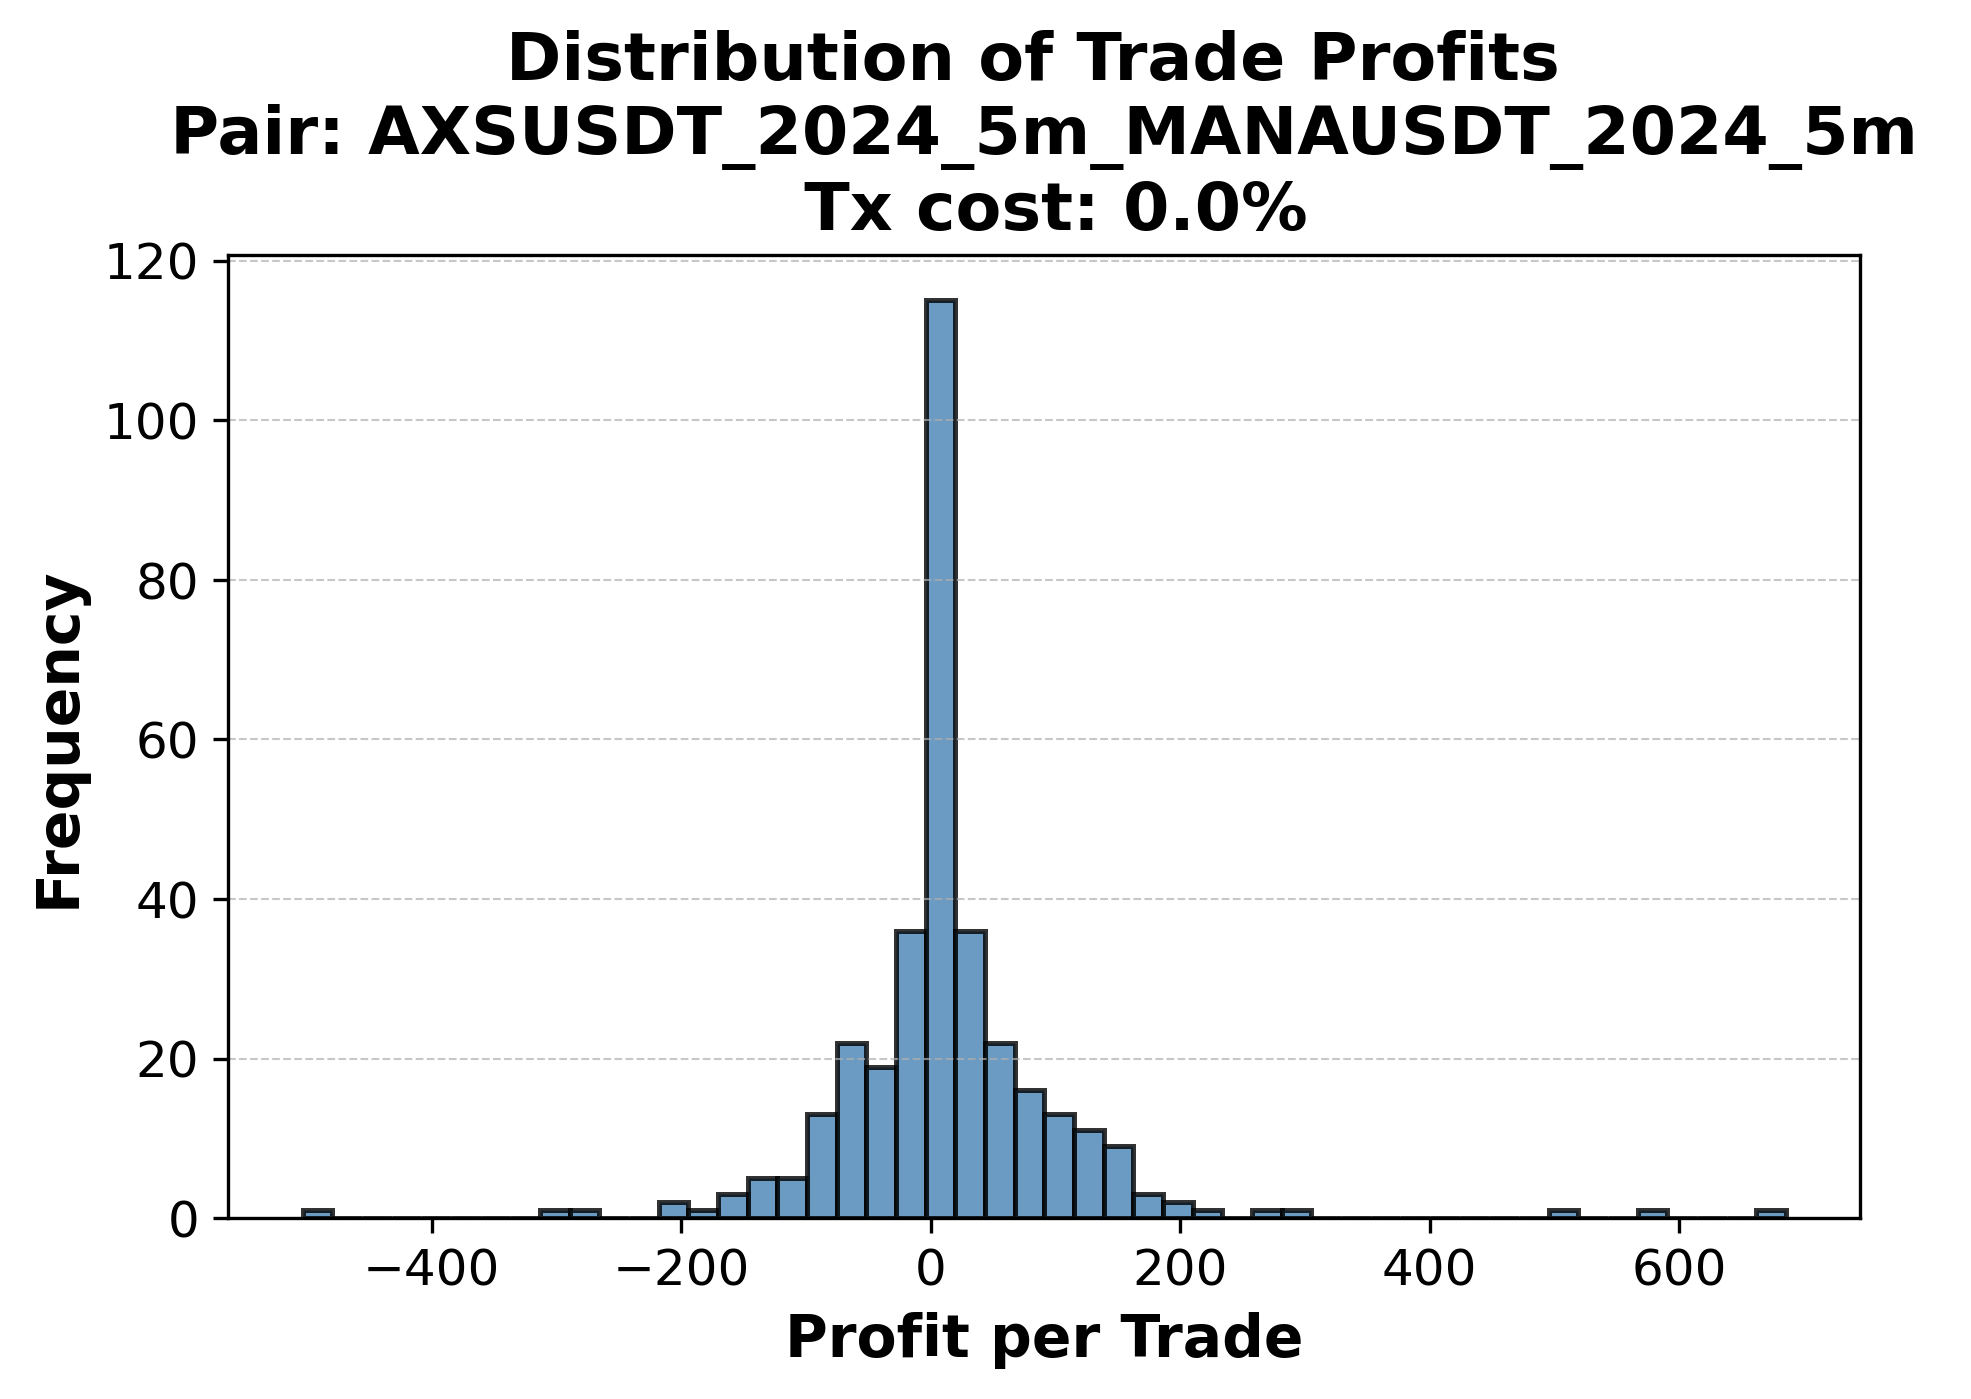 Distribution of Trade Profits
Pair: AXSUSDT_2024_5m_MANAUSDT_2024_5m
Tx cost: 0.0%
120
100
80
60
40
20
0
Frequency
−400
−200
0
200
400
600
Profit per Trade